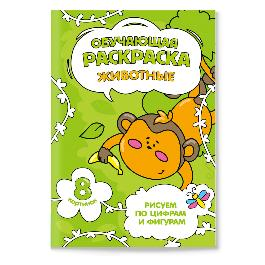 ОБУЧАЮЩАЯ
РАСКРАСКА
ЖИВОТНЫЕ
8
картинок
РИСУЕМ
ПО ЦИФРАМ
И ФИГУРАМ